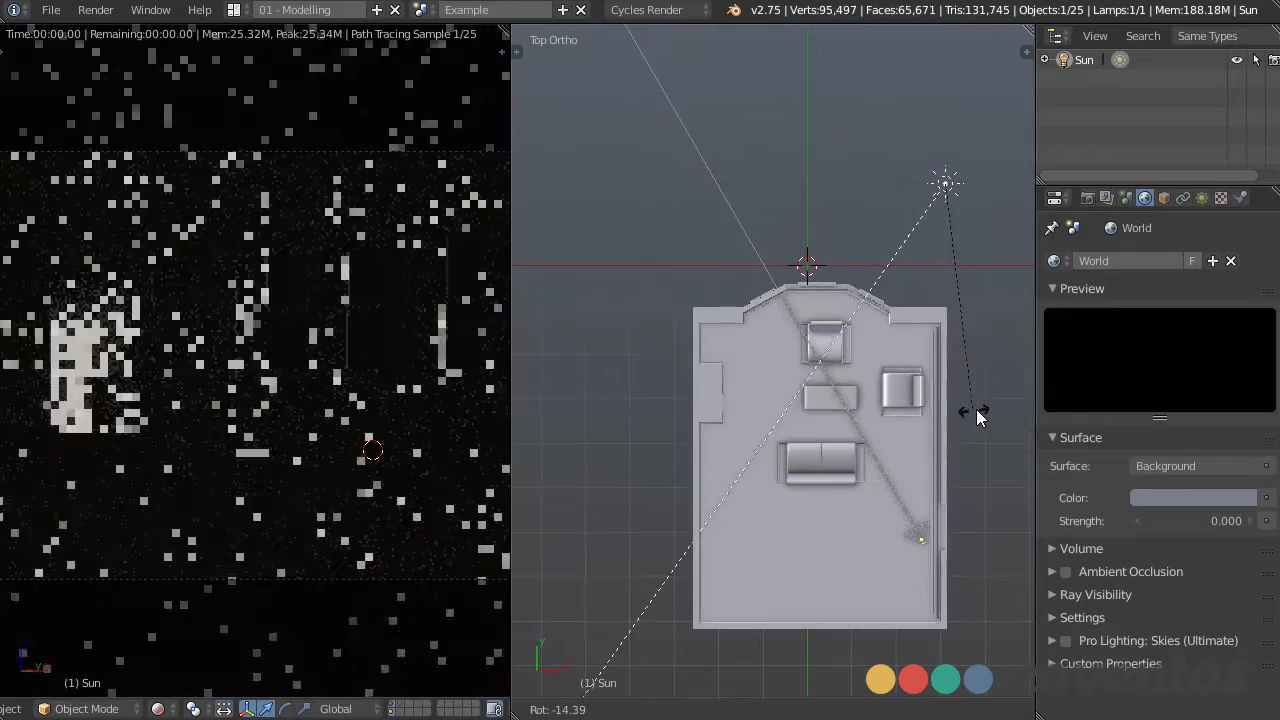 File Render Window Help 01 - Modelling Example Cycles Render v2.75 | Verts:95,497 | Faces:65,671 | Tris:131,745 | Objects:1/25 | Lamps:1/1 | Mem:188.18M | Sun
Time:00:00.00 | Remaining:00:00.00 | Mem:25.32M, Peak:25.34M | Path Tracing Sample 1/25
Top Ortho
View Search Same Types
Sun
World
World F
Preview
Surface
Surface: Background
Color:
Strength: 0.000
Volume
Ambient Occlusion
Ray Visibility
Settings
Pro Lighting: Skies (Ultimate)
Custom Properties
y
y
(1) Sun
(1) Sun
ject Object Mode Global
Rot: -14.39